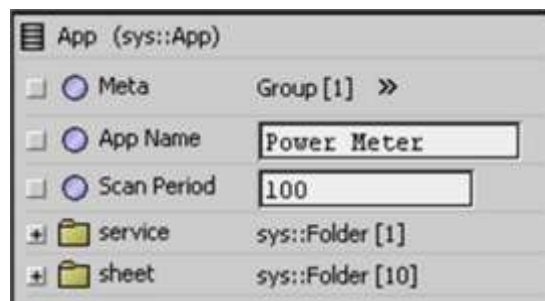 App (sys::App)
Meta Group [1] »
App Name Power Meter
Scan Period 100
service sys::Folder [1]
sheet sys::Folder [10]